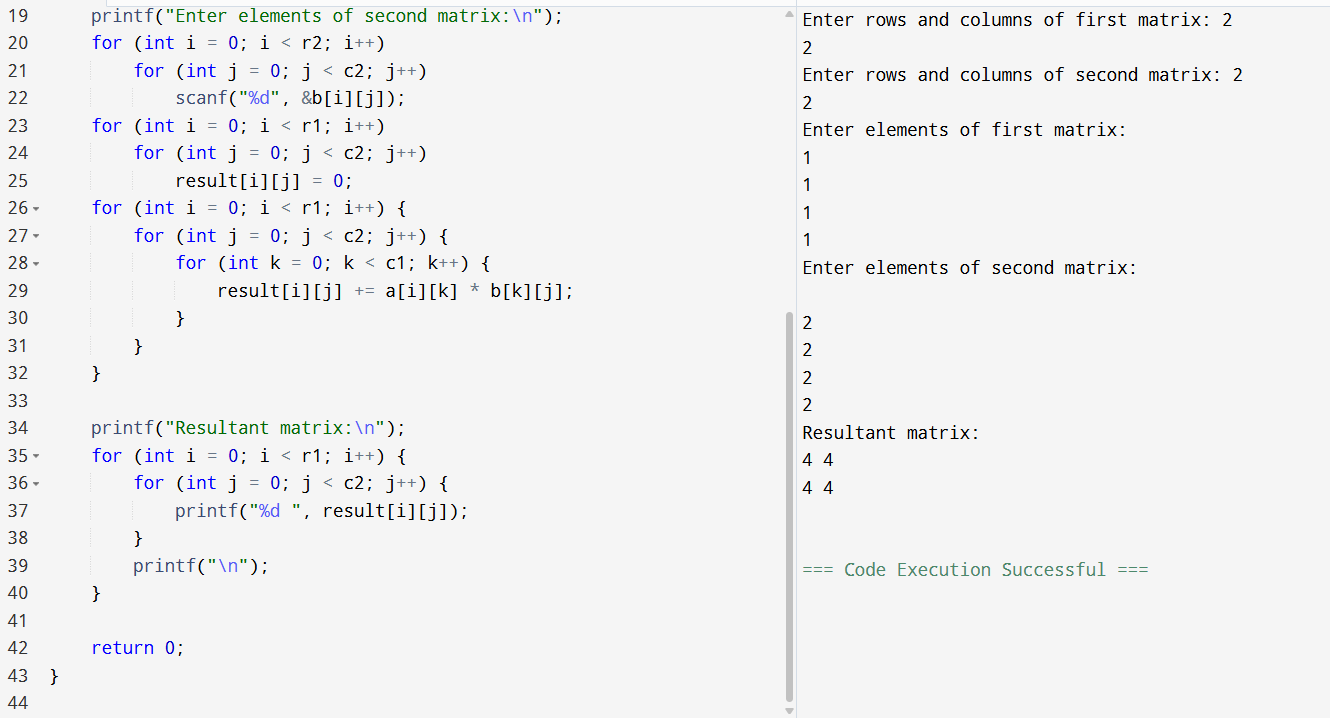 19 printf("Enter elements of second matrix:\n");
20 for (int i = 0; i < r2; i++)
21 for (int j = 0; j < c2; j++)
22 scanf("%d", &b[i][j]);
23 for (int i = 0; i < r1; i++)
24 for (int j = 0; j < c2; j++)
25 result[i][j] = 0;
26 for (int i = 0; i < r1; i++) {
27 for (int j = 0; j < c2; j++) {
28 for (int k = 0; k < c1; k++) {
29 result[i][j] += a[i][k] * b[k][j];
30 }
31 }
32 }
33
34 printf("Resultant matrix:\n");
35 for (int i = 0; i < r1; i++) {
36 for (int j = 0; j < c2; j++) {
37 printf("%d ", result[i][j]);
38 }
39 printf("\n");
40 }
41
42 return 0;
43 }
44
Enter rows and columns of first matrix: 2
2
Enter rows and columns of second matrix: 2
2
Enter elements of first matrix:
1
1
1
1
Enter elements of second matrix:
2
2
2
2
Resultant matrix:
4 4
4 4
=== Code Execution Successful ===